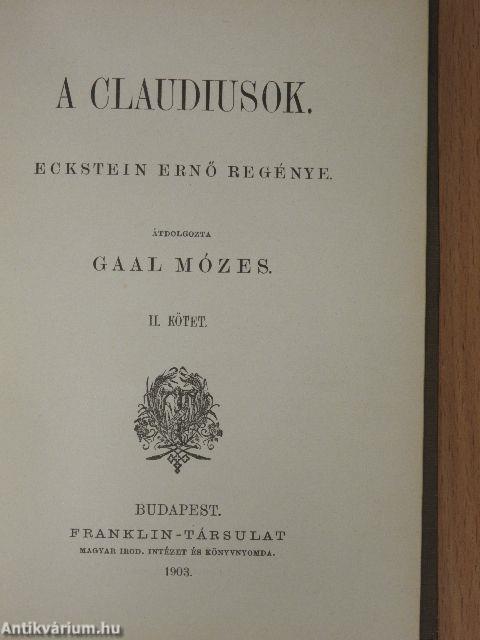 A CLAUDIUSOK.
ECKSTEIN ERNŐ REGÉNYE.
ÁTDOLGOZTA
GAAL MÓZES.
II. KÖTET.
BUDAPEST.
FRANKLIN-TÁRSULAT
MAGYAR IROD. INTÉZET ÉS KÖNYVNYOMDA.
1903.
Antikvárium.hu